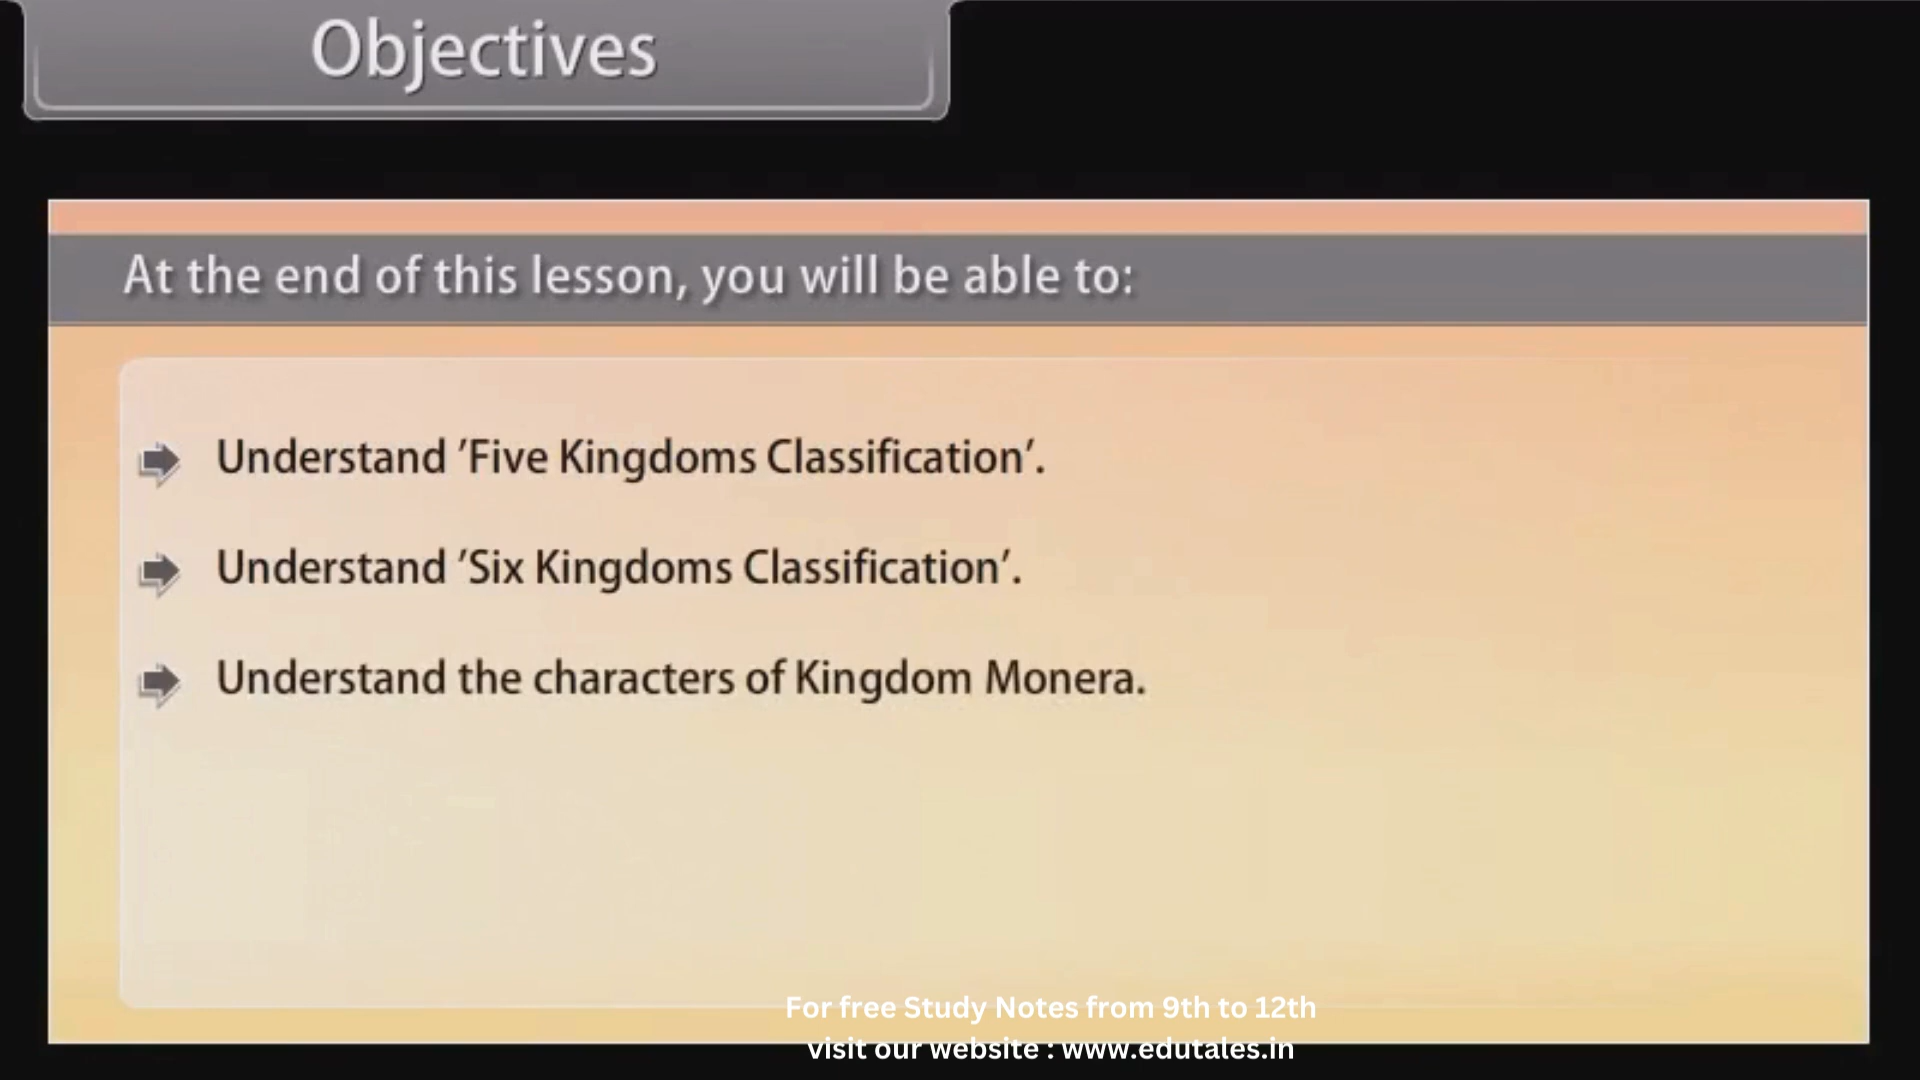 Objectives
At the end of this lesson, you will be able to:
Understand ’Five Kingdoms Classification’.
Understand ’Six Kingdoms Classification’.
Understand the characters of Kingdom Monera.
For free Study Notes from 9th to 12th
visit our website : www.edutales.in